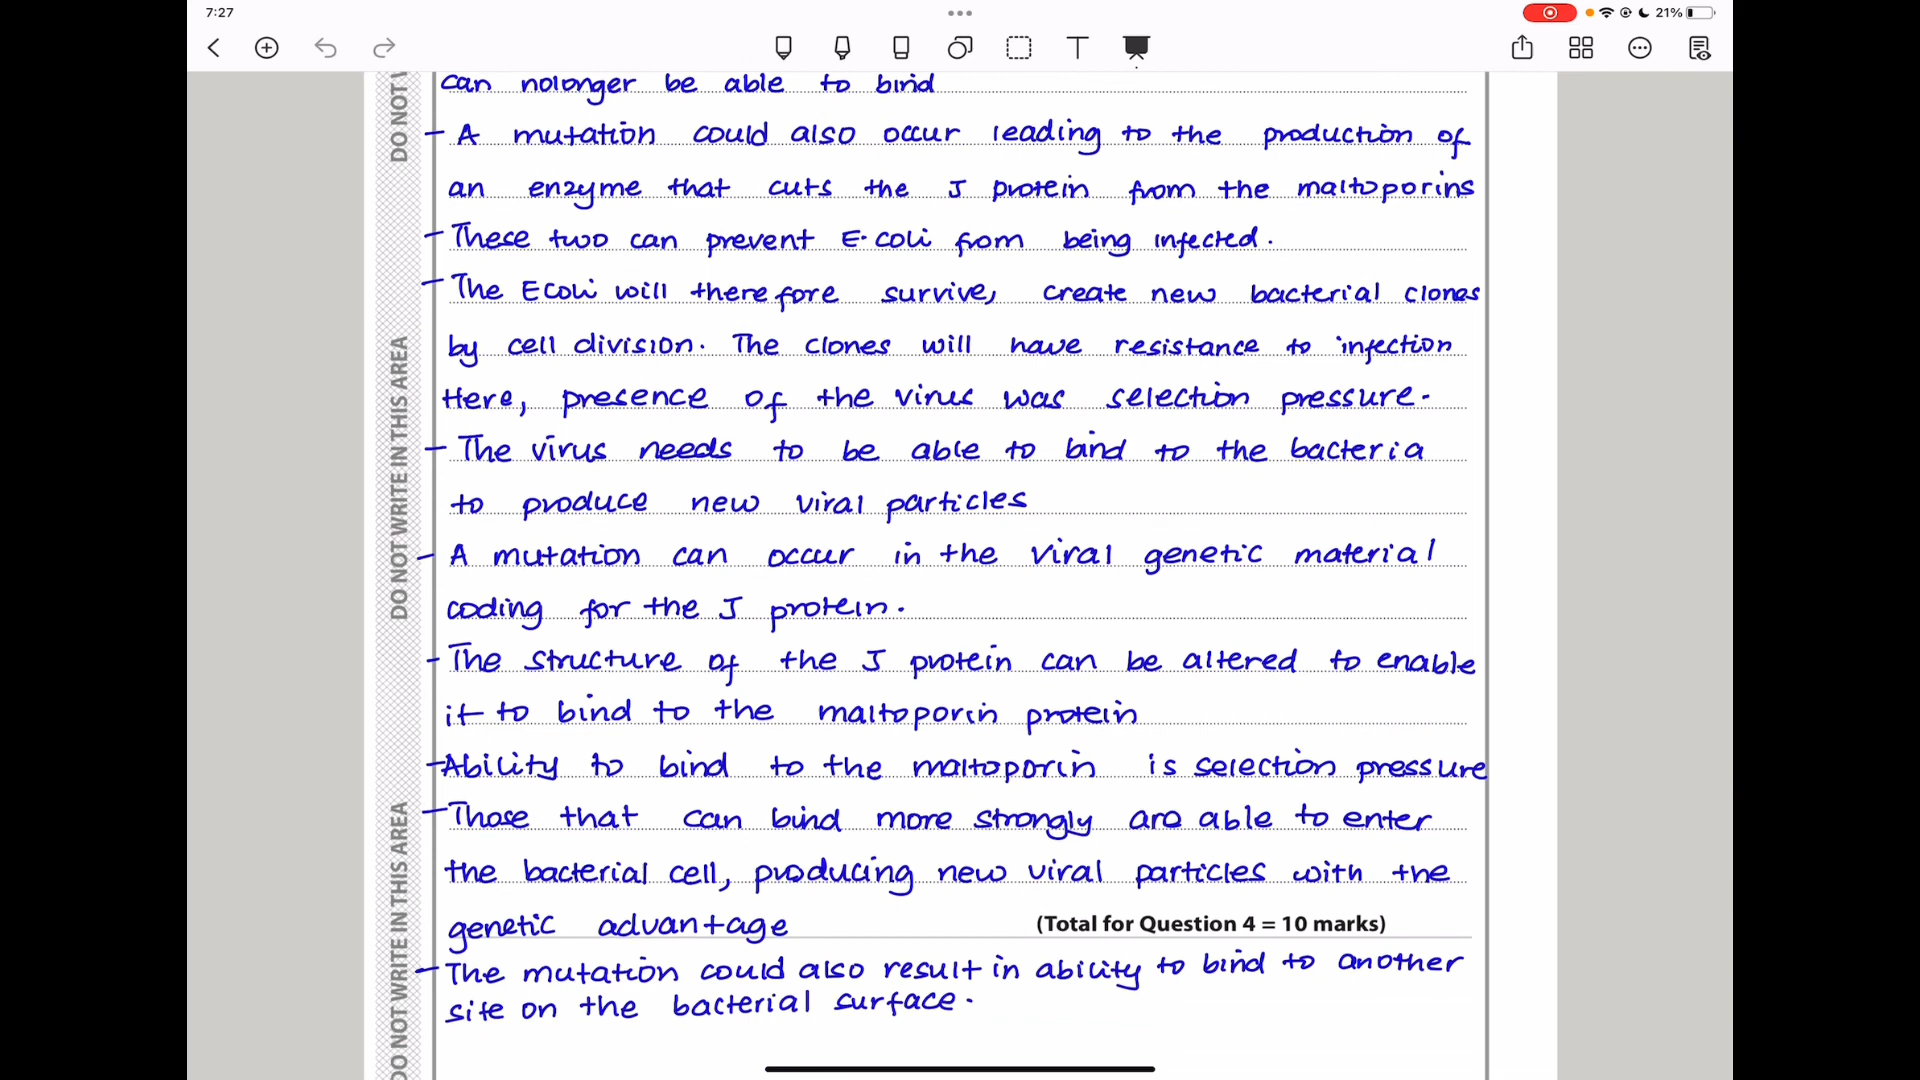 7:27
21%
can nolonger be able to bind
- A mutation could also occur leading to the production of
an enzyme that cuts the J protein from the maltoporins
- These two can prevent E. coli from being infected.
- The E coli will therefore survive, create new bacterial clones
by cell division. The clones will have resistance to infection
Here, presence of the virus was selection pressure.
- The virus needs to be able to bind to the bacteria
to produce new viral particles
- A mutation can occur in the viral genetic material
coding for the J protein.
- The structure of the J protein can be altered to enable
it to bind to the maltoporin protein
- Ability to bind to the maltoporin is selection pressure
- Those that can bind more strongly are able to enter
the bacterial cell, producing new viral particles with the
genetic advantage
(Total for Question 4 = 10 marks)
- The mutation could also result in ability to bind to another
site on the bacterial surface.
DO NOT
DO NOT WRITE IN THIS AREA
DO NOT WRITE IN THIS AREA